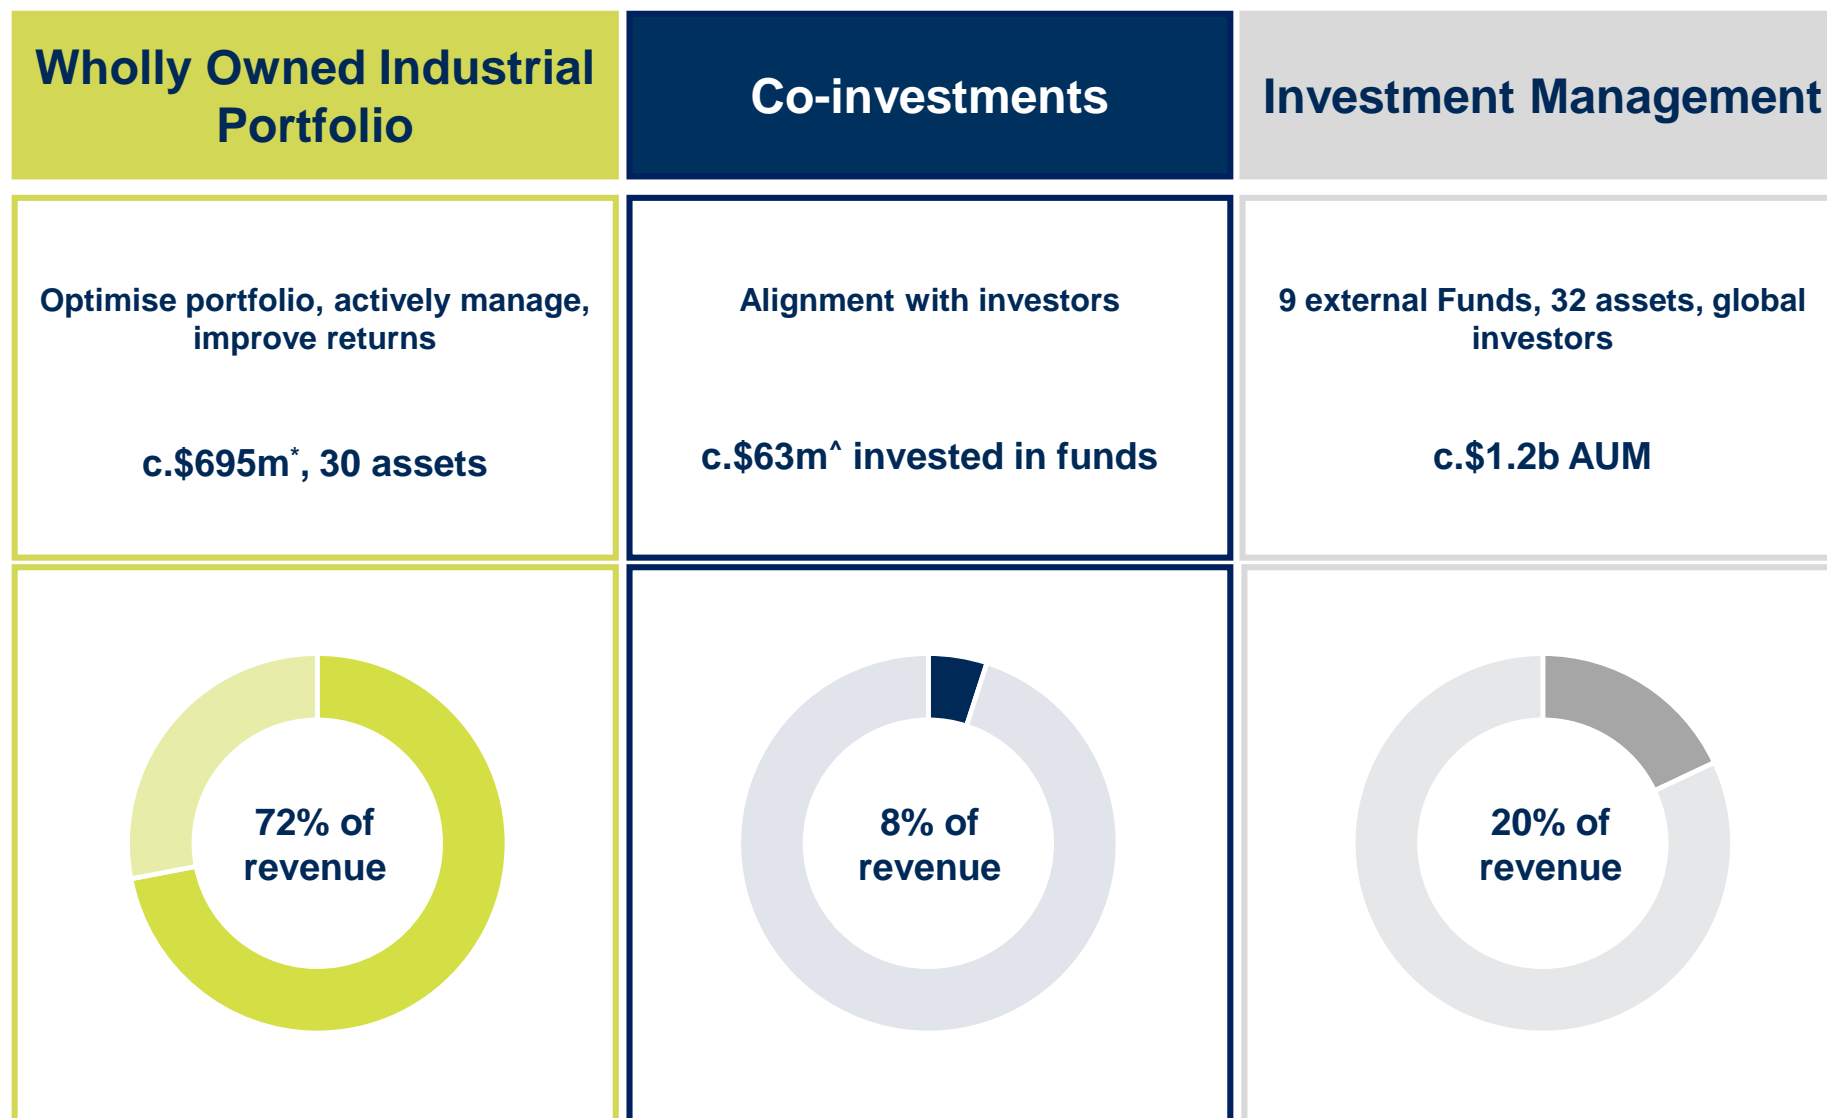 Wholly Owned Industrial
Portfolio
Co-investments
Investment Management
Optimise portfolio, actively manage,
improve returns
c.$695m*, 30 assets
Alignment with investors
c.$63m^ invested in funds
9 external Funds, 32 assets, global
investors
c.$1.2b AUM
72% of
revenue
8% of
revenue
20% of
revenue